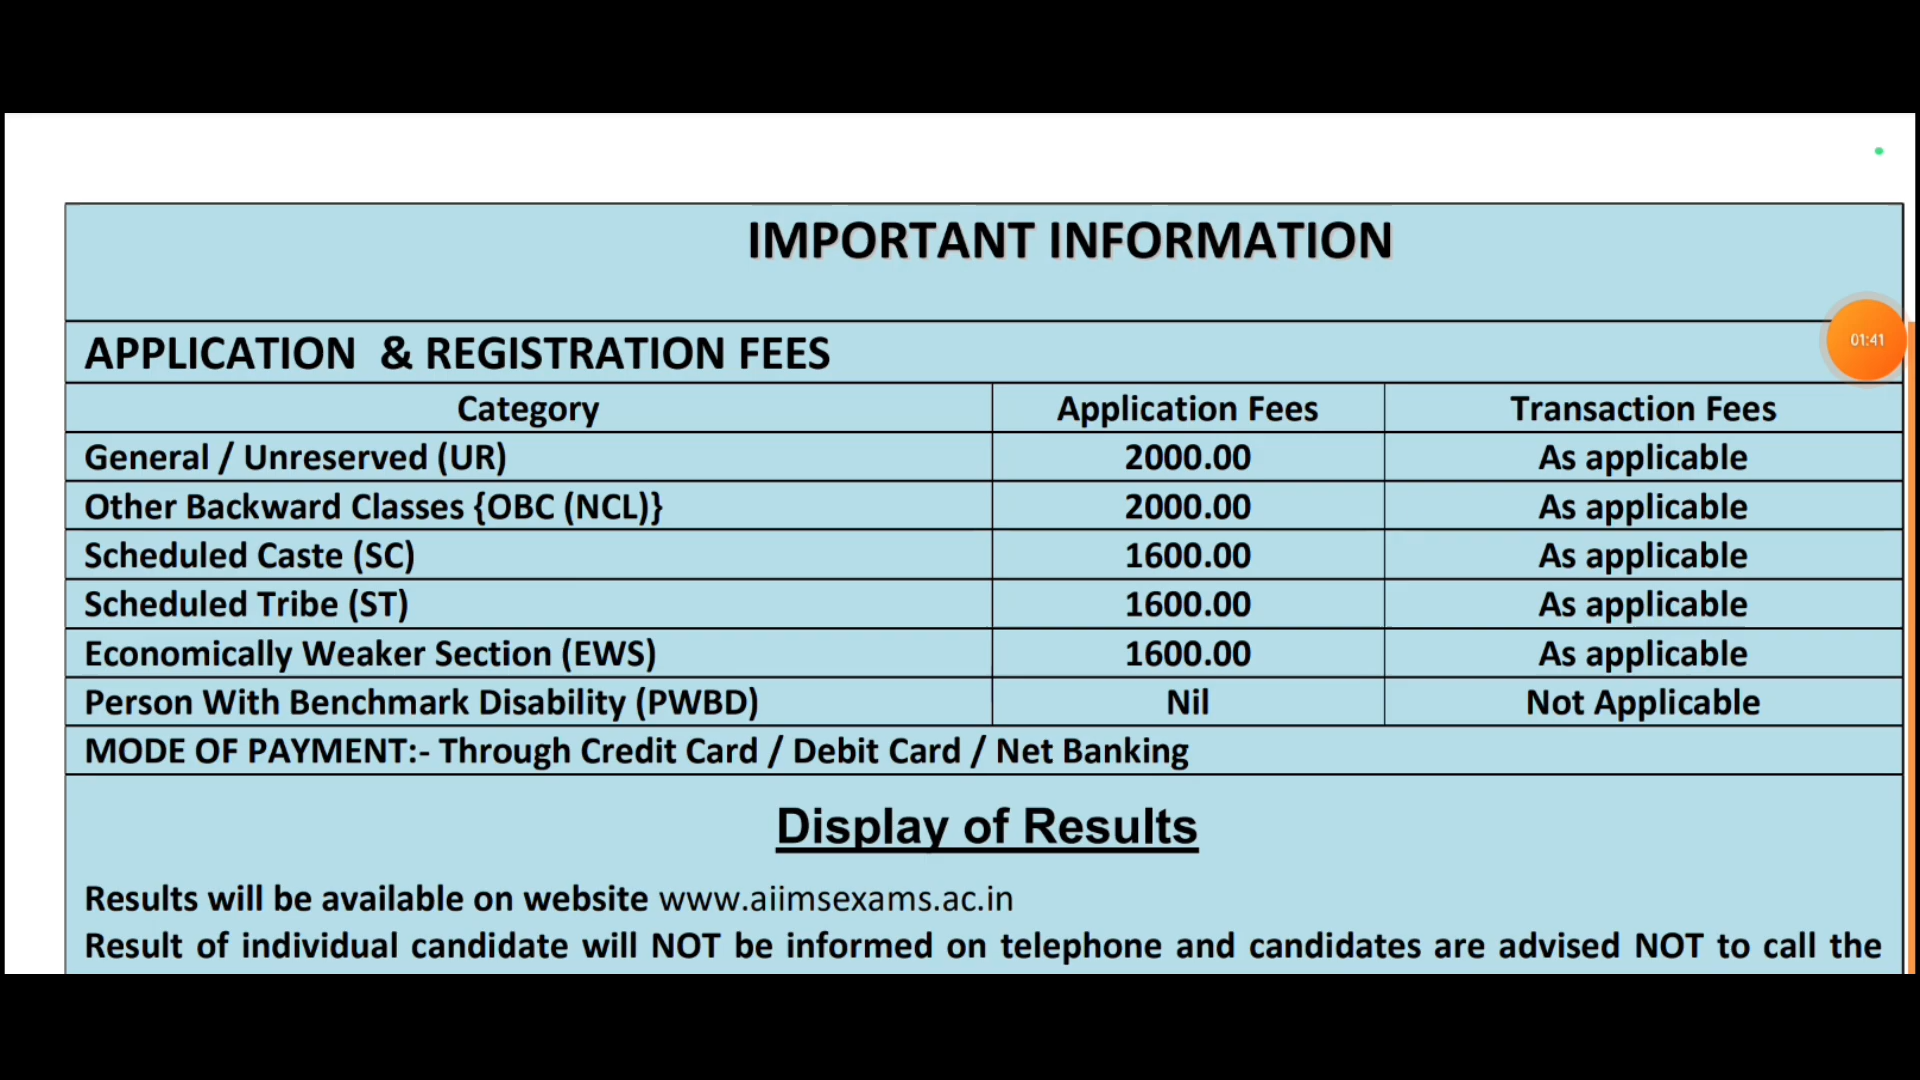 IMPORTANT INFORMATION
01:41
APPLICATION & REGISTRATION FEES
Category Application Fees Transaction Fees
General / Unreserved (UR) 2000.00 As applicable
Other Backward Classes {OBC (NCL)} 2000.00 As applicable
Scheduled Caste (SC) 1600.00 As applicable
Scheduled Tribe (ST) 1600.00 As applicable
Economically Weaker Section (EWS) 1600.00 As applicable
Person With Benchmark Disability (PWBD) Nil Not Applicable
MODE OF PAYMENT:- Through Credit Card / Debit Card / Net Banking
Display of Results
Results will be available on website www.aiimsexams.ac.in
Result of individual candidate will NOT be informed on telephone and candidates are advised NOT to call the